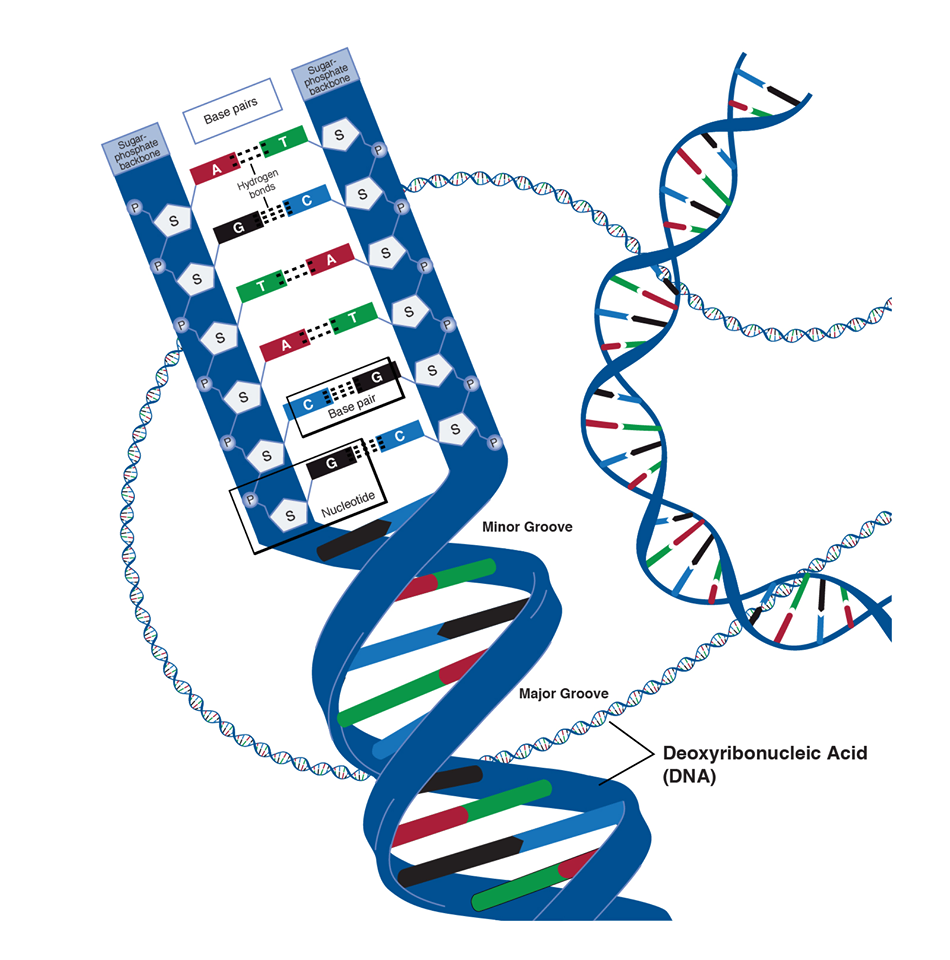 Sugar-
phosphate
backbone
Base pairs
Sugar-
phosphate
backbone
A T
Hydrogen
bonds
G C
T A
A T
C G
Base pair
G C
Nucleotide
S
S
S
S
S
S
P
P
P
P
P
P
S
S
S
S
S
S
P
P
P
P
P
P
Minor Groove
Major Groove
Deoxyribonucleic Acid
(DNA)